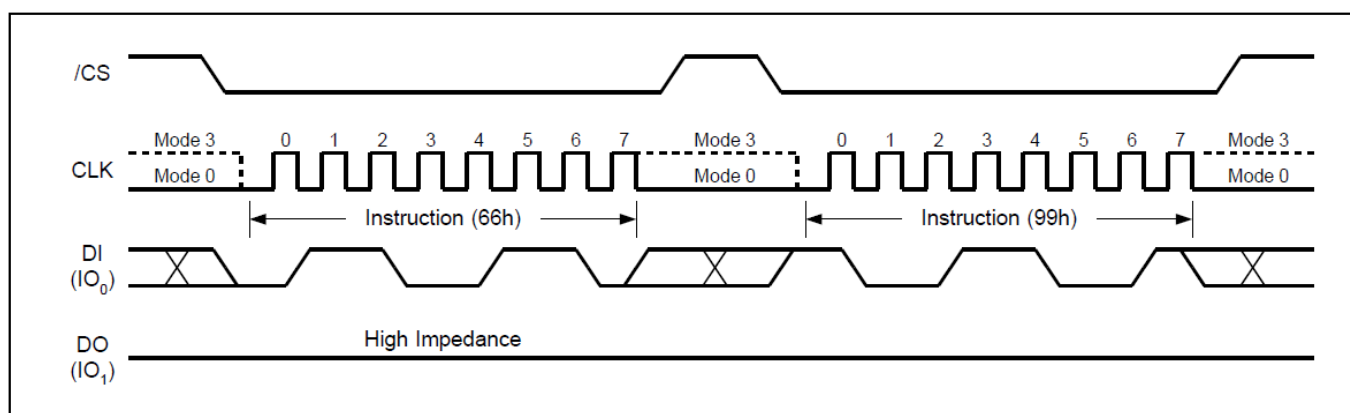 /CS
Mode 3 0 1 2 3 4 5 6 7 Mode 3 0 1 2 3 4 5 6 7 Mode 3
CLK
Mode 0 Mode 0 Mode 0
Instruction (66h) Instruction (99h)
DI
(IO0)
High Impedance
DO
(IO1)